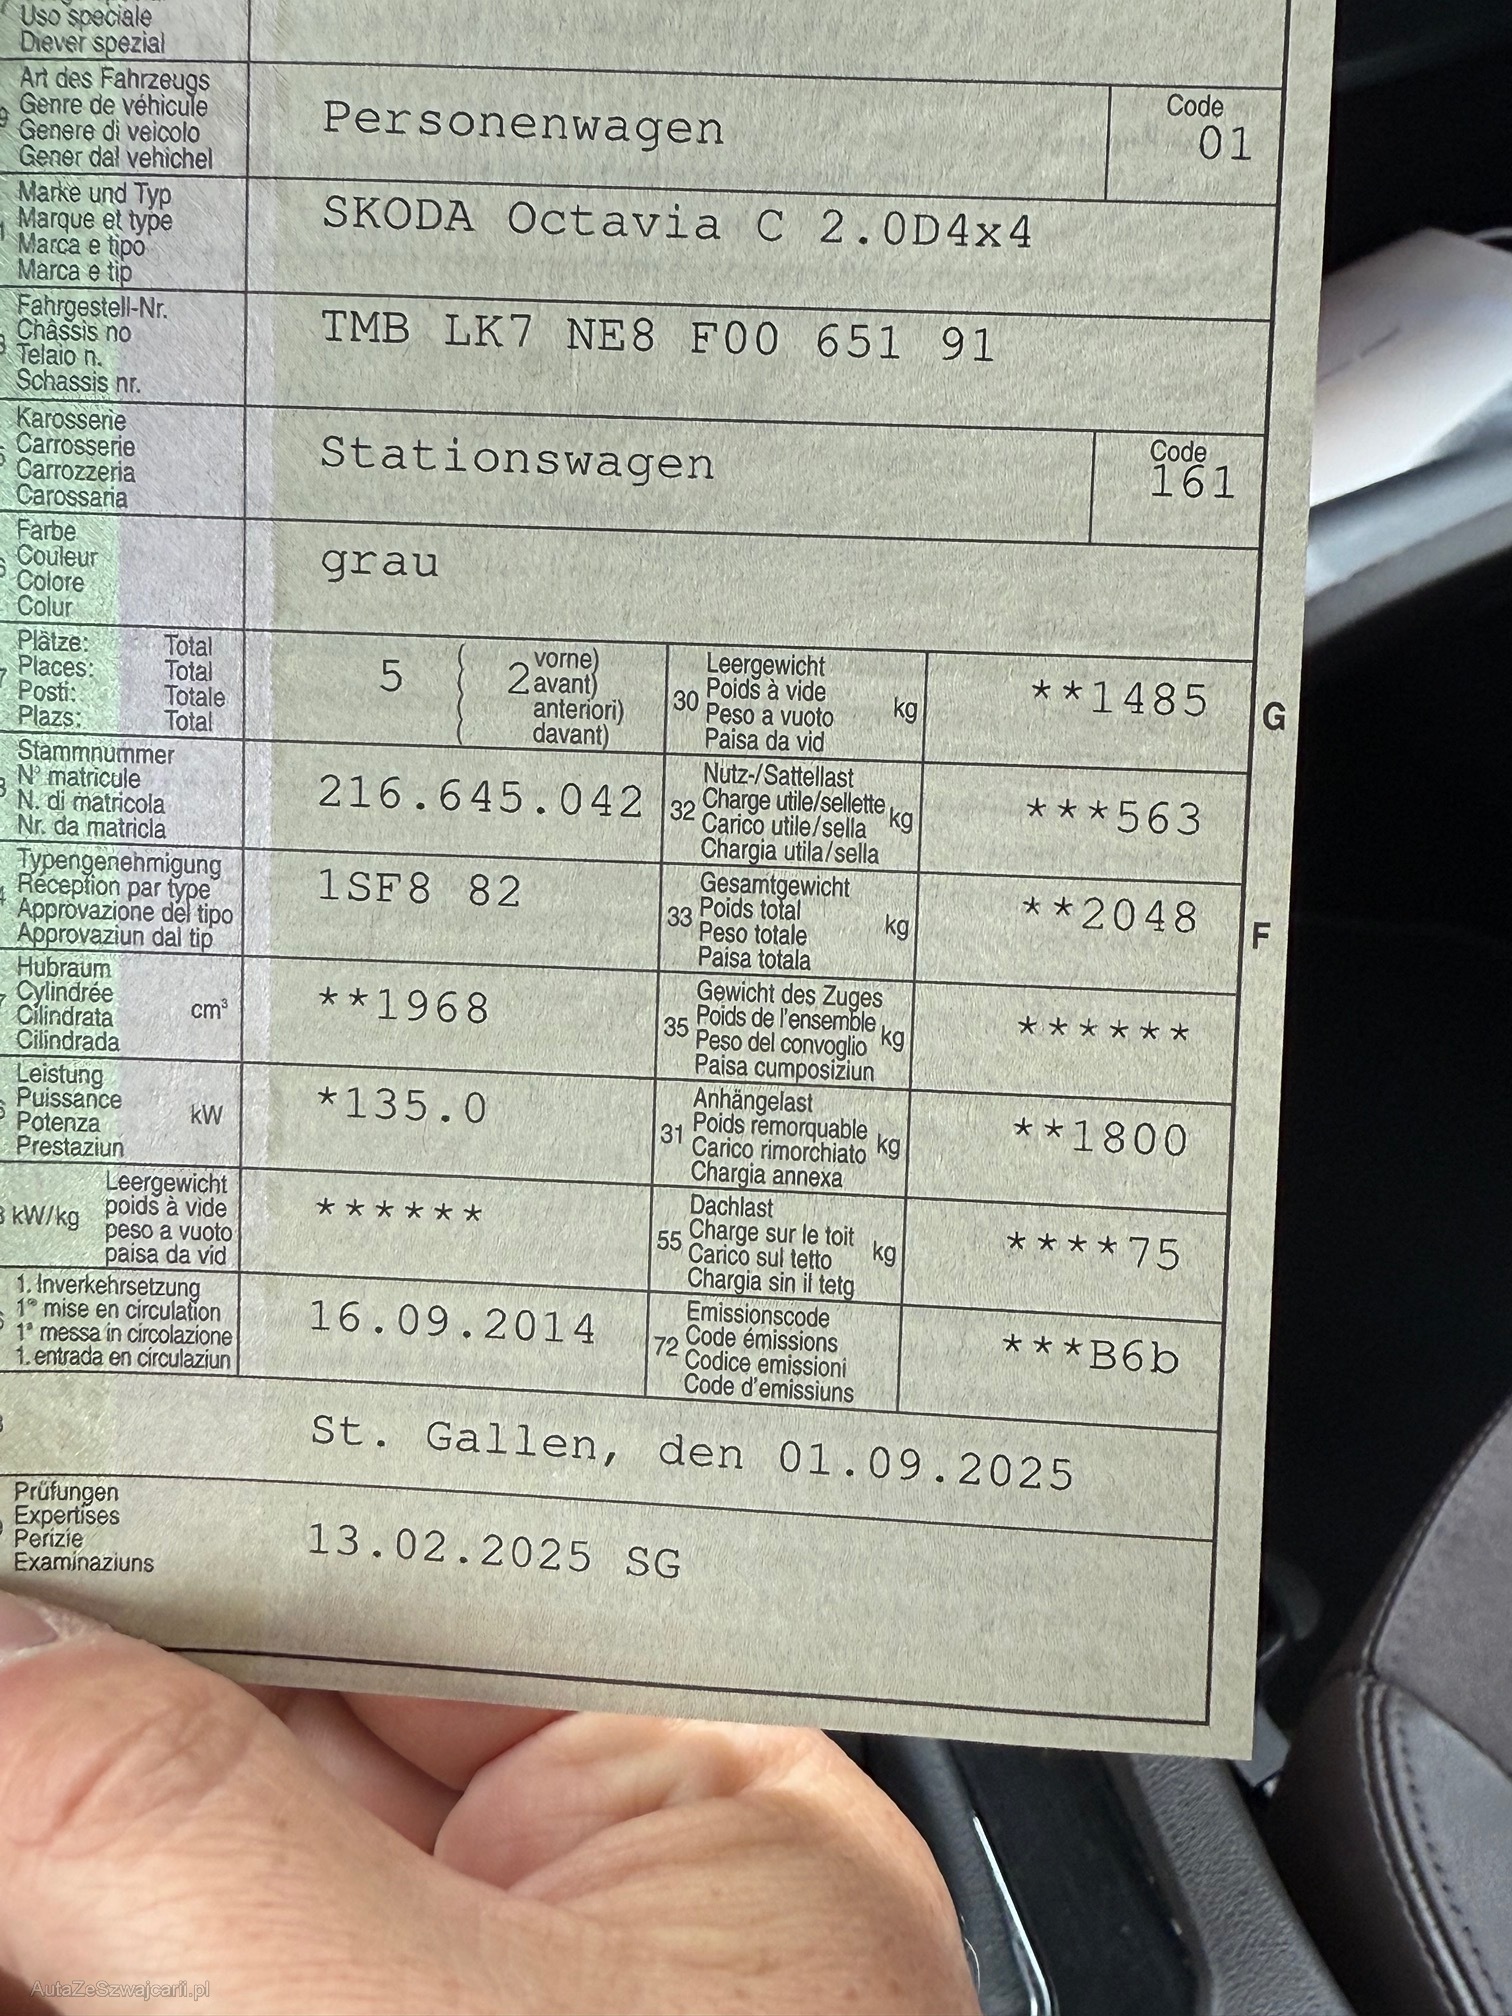 Uso speciale
Diever spezial
Art des Fahrzeugs
Genre de véhicule
Genere di veicolo
Gener dal vehichel
Personenwagen
Code
01
Marke und Typ
Marque et type
Marca e tipo
Marca e tip
SKODA Octavia C 2.0D4x4
Fahrgestell-Nr.
Châssis no
Telaio n.
Schassis nr.
TMB LK7 NE8 F00 651 91
Karosserie
Carrosserie
Carrozzeria
Carossaria
Stationswagen
Code
161
Farbe
Couleur
Colore
Colur
grau
Plätze: Total
Places: Total
Posti: Totale
Plazs: Total
5
2
vorne)
avant)
anteriori)
davant)
30
Leergewicht
Poids à vide
Peso a vuoto
Paisa da vid
kg
**1485
G
Stammnummer
N° matricule
N. di matricola
Nr. da matricla
216.645.042
32
Nutz-/Sattellast
Charge utile/sellette
Carico utile/sella
Chargia utila/sella
kg
***563
Typengenehmigung
Réception par type
Approvazione del tipo
Approvaziun dal tip
1SF8 82
33
Gesamtgewicht
Poids total
Peso totale
Paisa totala
kg
**2048
F
Hubraum
Cylindrée
Cilindrata
Cilindrada
cm³
**1968
35
Gewicht des Zuges
Poids de l'ensemble
Peso del convoglio
Paisa cumposiziun
kg
******
Leistung
Puissance
Potenza
Prestaziun
kW
*135.0
31
Anhängelast
Poids remorquable
Carico rimorchiato
Chargia annexa
kg
**1800
kW/kg
Leergewicht
poids à vide
peso a vuoto
paisa da vid
******
55
Dachlast
Charge sur le toit
Carico sul tetto
Chargia sin il tetg
kg
****75
1. Inverkehrsetzung
1re mise en circulation
1a messa in circolazione
1. entrada en circulaziun
16.09.2014
72
Emissionscode
Code émissions
Codice emissioni
Code d'emissiuns
***B6b
St. Gallen, den 01.09.2025
Prüfungen
Expertises
Perizie
Examinaziuns
13.02.2025 SG
AutaZeSzwajcarii.pl